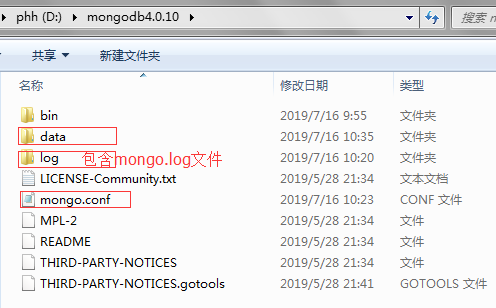 phh (D:) ▸ mongodb4.0.10 ▸ 搜索 m
共享 新建文件夹
名称 修改日期 类型
bin 2019/7/16 9:55 文件夹
data 2019/7/16 10:35 文件夹
log 包含mongo.log文件 2019/7/16 10:20 文件夹
LICENSE-Community.txt 2019/5/28 21:34 文本文档
mongo.conf 2019/7/16 10:23 CONF 文件
MPL-2 2019/5/28 21:34 文件
README 2019/5/28 21:34 文件
THIRD-PARTY-NOTICES 2019/5/28 21:34 文件
THIRD-PARTY-NOTICES.gotools 2019/5/28 21:41 GOTOOLS 文件